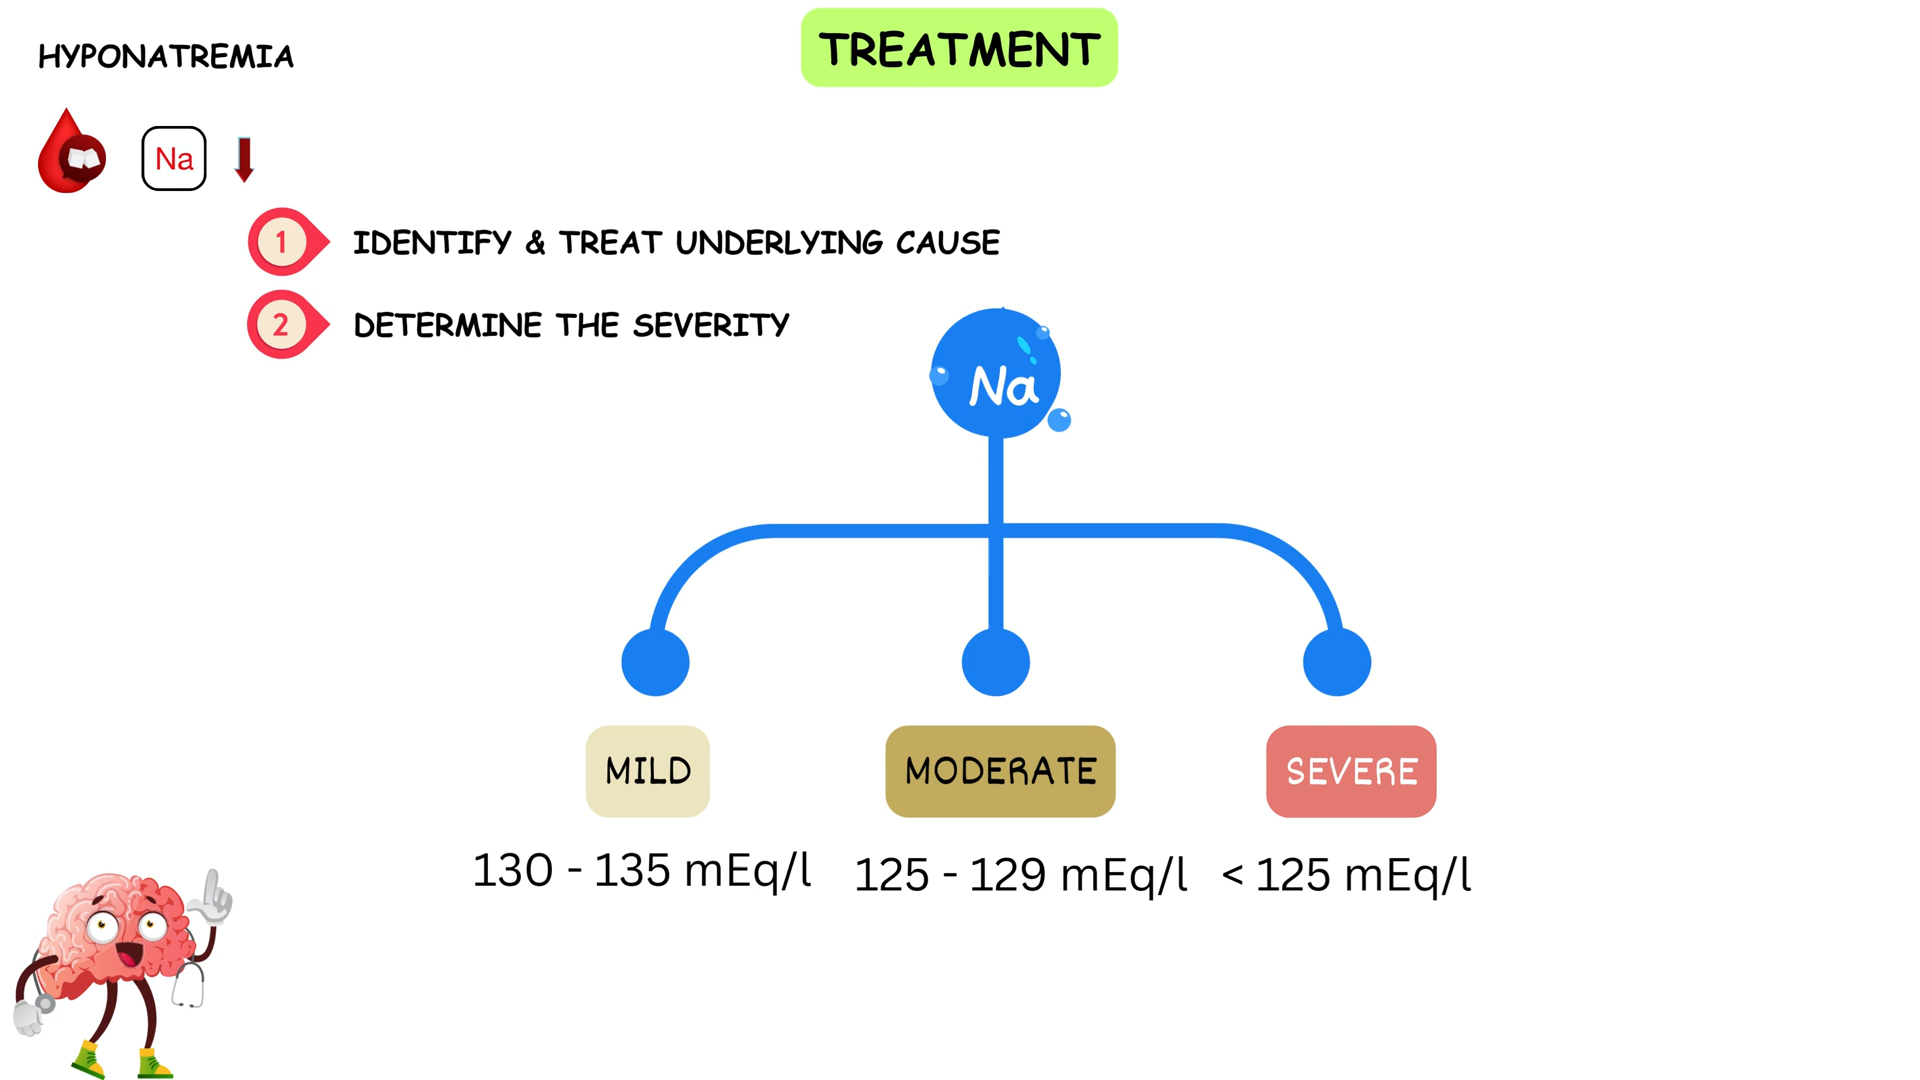 HYPONATREMIA
TREATMENT
Na
1 IDENTIFY & TREAT UNDERLYING CAUSE
2 DETERMINE THE SEVERITY
Na
MILD
MODERATE
SEVERE
130 - 135 mEq/l
125 - 129 mEq/l
< 125 mEq/l